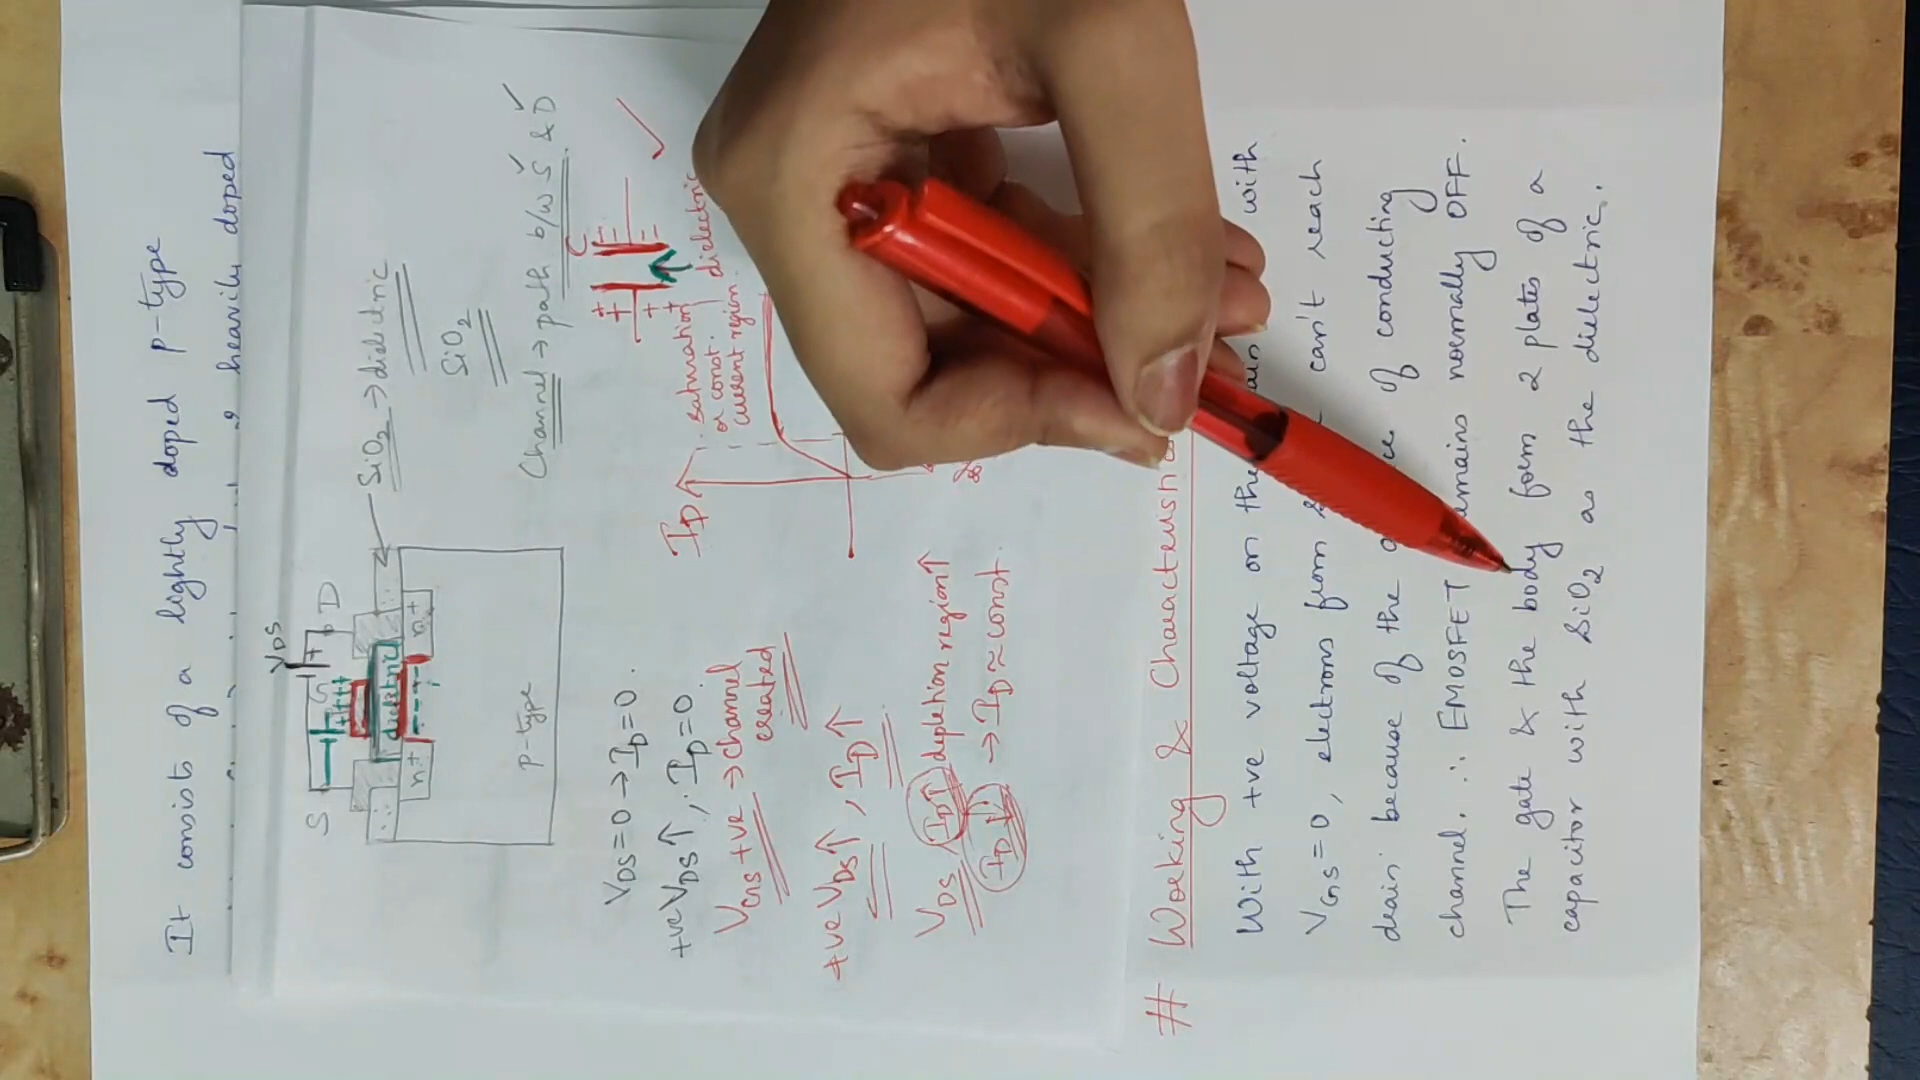 It consists of a lightly doped p-type
& heavily doped
VDS
S
G
D
+
++++
dielectric
n+
n+
p-type
SiO2 → dielectric
SiO2
Channel → path b/w S & D.
C
+ +
+ +
dielectric
VDS = 0 → ID = 0.
+ve VDS↑, ID = 0.
VGS +ve → channel
created
+ve VDS↑, ID↑
VDS ID↑ depletion region↑
ID↓ → ID ≈ const.
ID↑
saturation
or const.
current region.
# Working &
With +ve voltage on the with
VGS = 0, electrons from can't reach
drain because of the of conducting
channel. ∴ EMOSFET remains normally OFF.
The gate & the body form 2 plates of a
capacitor with SiO2 as the dielectric.